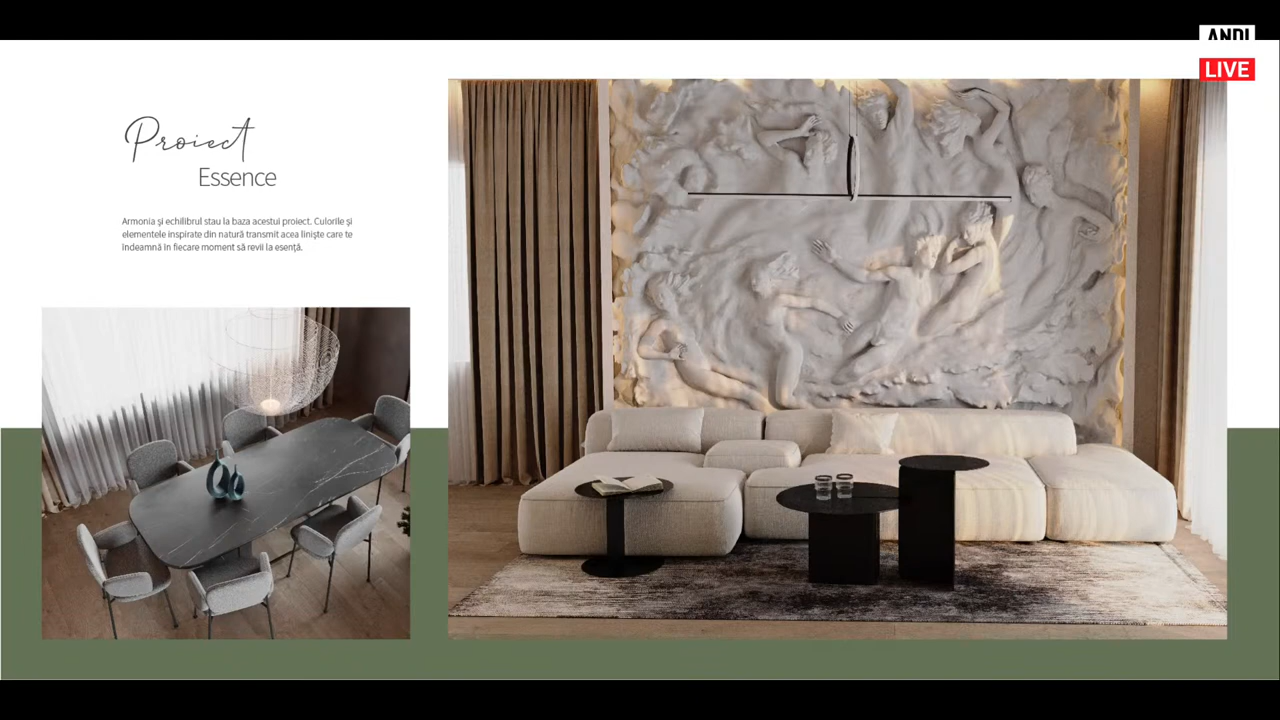 ANDI
LIVE
Proiect
Essence
Armonia și echilibrul stau la baza acestui proiect. Culorile și
elementele inspirate din natură transmit acea liniște care te
îndeamnă în fiecare moment să revii la esență.